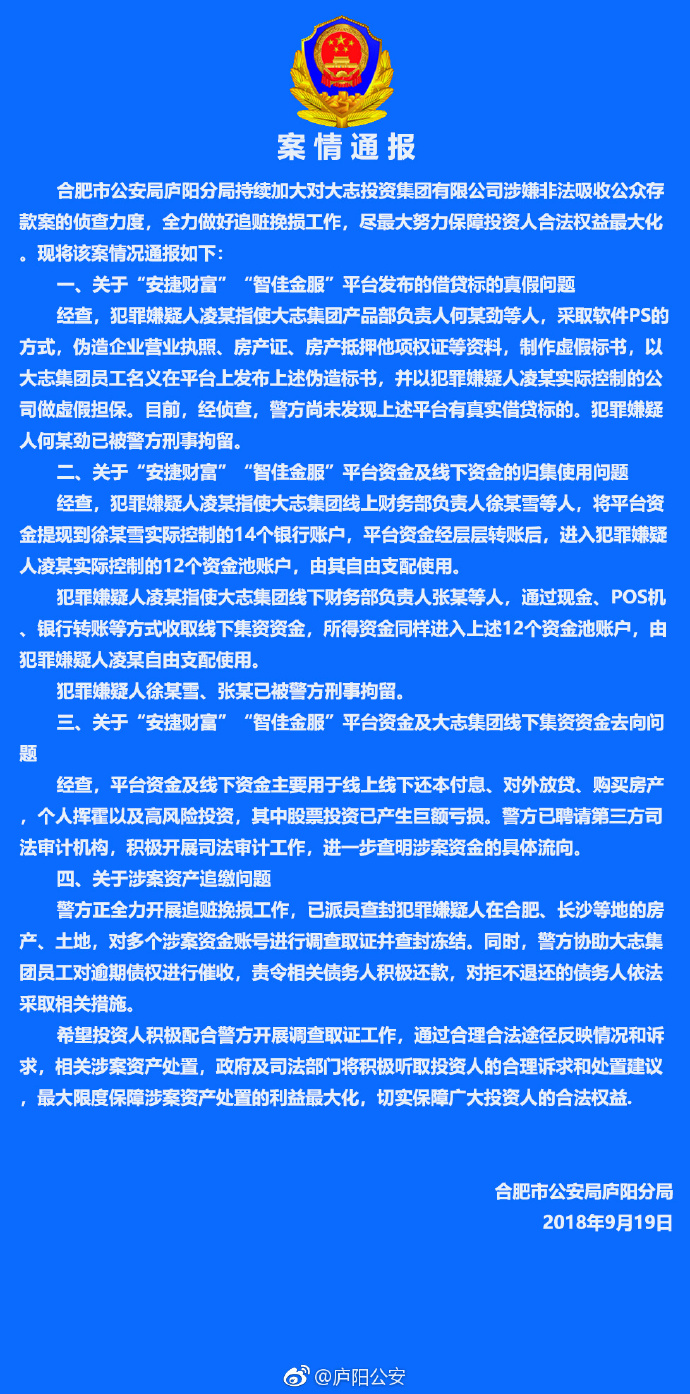 案情通报
合肥市公安局庐阳分局持续加大对大志投资集团有限公司涉嫌非法吸收公众存
款案的侦查力度，全力做好追赃挽损工作，尽最大努力保障投资人合法权益最大化
。现将该案情况通报如下：
一、关于“安捷财富”“智佳金服”平台发布的借贷标的真假问题
经查，犯罪嫌疑人凌某指使大志集团产品部负责人何某劲等人，采取软件PS的
方式，伪造企业营业执照、房产证、房产抵押他项权证等资料，制作虚假标书，以
大志集团员工名义在平台上发布上述伪造标书，并以犯罪嫌疑人凌某实际控制的公
司做虚假担保。目前，经侦查，警方尚未发现上述平台有真实借贷标的。犯罪嫌疑
人何某劲已被警方刑事拘留。
二、关于“安捷财富”“智佳金服”平台资金及线下资金的归集使用问题
经查，犯罪嫌疑人凌某指使大志集团线上财务部负责人徐某雪等人，将平台资
金提现到徐某雪实际控制的14个银行账户，平台资金经层层转账后，进入犯罪嫌疑
人凌某实际控制的12个资金池账户，由其自由支配使用。
犯罪嫌疑人凌某指使大志集团线下财务部负责人张某等人，通过现金、POS机
、银行转账等方式收取线下集资资金，所得资金同样进入上述12个资金池账户，由
犯罪嫌疑人凌某自由支配使用。
犯罪嫌疑人徐某雪、张某已被警方刑事拘留。
三、关于“安捷财富”“智佳金服”平台资金及大志集团线下集资资金去向问
题
经查，平台资金及线下资金主要用于线上线下还本付息、对外放贷、购买房产
，个人挥霍以及高风险投资，其中股票投资已产生巨额亏损。警方已聘请第三方司
法审计机构，积极开展司法审计工作，进一步查明涉案资金的具体流向。
四、关于涉案资产追缴问题
警方正全力开展追赃挽损工作，已派员查封犯罪嫌疑人在合肥、长沙等地的房
产、土地，对多个涉案资金账号进行调查取证并查封冻结。同时，警方协助大志集
团员工对逾期债权进行催收，责令相关债务人积极还款，对拒不退还的债务人依法
采取相关措施。
希望投资人积极配合警方开展调查取证工作，通过合理合法途径反映情况和诉
求，相关涉案资产处置，政府及司法部门将积极听取投资人的合理诉求和处置建议
，最大限度保障涉案资产处置的利益最大化，切实保障广大投资人的合法权益.
合肥市公安局庐阳分局
2018年9月19日
@庐阳公安